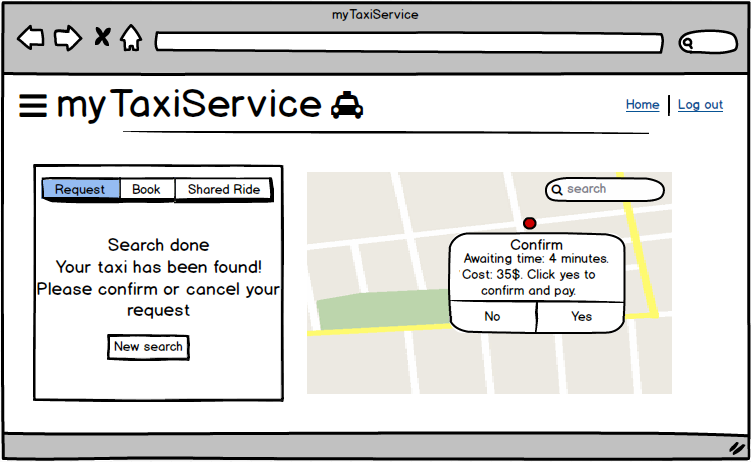 myTaxiService
myTaxiService
Home
Log out
Request
Book
Shared Ride
Search done
Your taxi has been found!
Please confirm or cancel your
request
New search
search
Confirm
Awaiting time: 4 minutes.
Cost: 35$. Click yes to
confirm and pay.
No
Yes